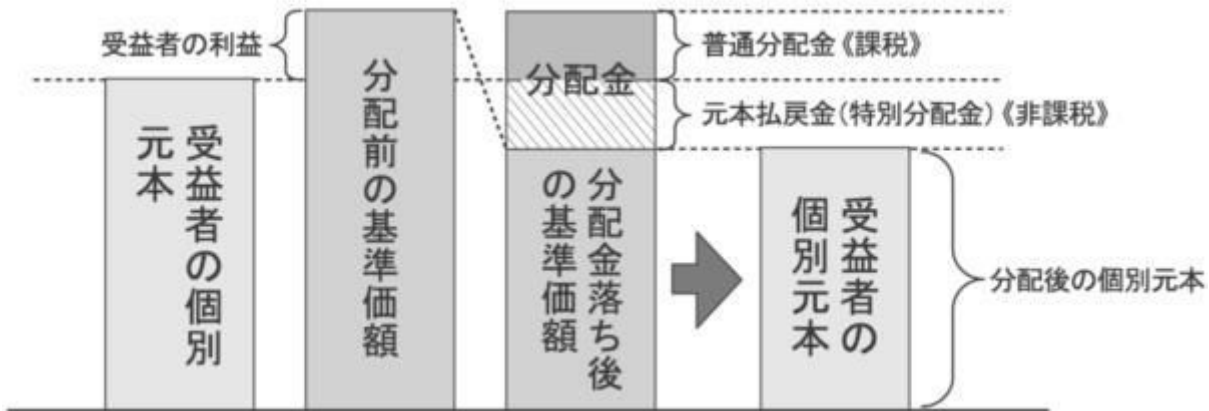 受益者の利益
普通分配金《課税》
分配金
元本払戻金(特別分配金)《非課税》
受益者の個別
元本
分配前の基準価額
分配金落ち後
の基準価額
受益者の
個別元本
分配後の個別元本